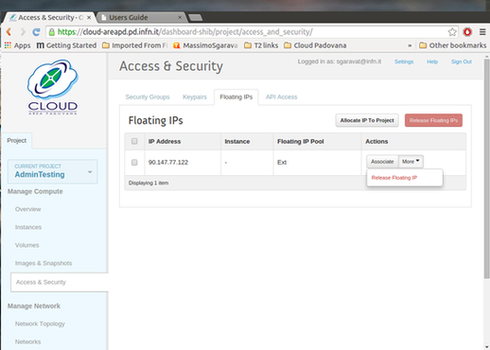 Access & Security - C
Users Guide
https://cloud-areapd.pd.infn.it/dashboard-shib/project/access_and_security/
Apps
Bookmarks
Getting Started
Imported From Fi
MassimoSgarava
T2 links
Cloud Padovana
»
Other bookmarks
CLOUD
AREA PADOVANA
Access & Security
Logged in as: sgaravat@infn.it
Settings
Help
Sign Out
Security Groups
Keypairs
Floating IPs
API Access
Project
CURRENT PROJECT
AdminTesting
Manage Compute
Overview
Instances
Volumes
Images & Snapshots
Access & Security
Manage Network
Network Topology
Networks
Floating IPs
Allocate IP To Project
Release Floating IPs
IP Address
Instance
Floating IP Pool
Actions
90.147.77.122
-
Ext
Associate
More
Release Floating IP
Displaying 1 item